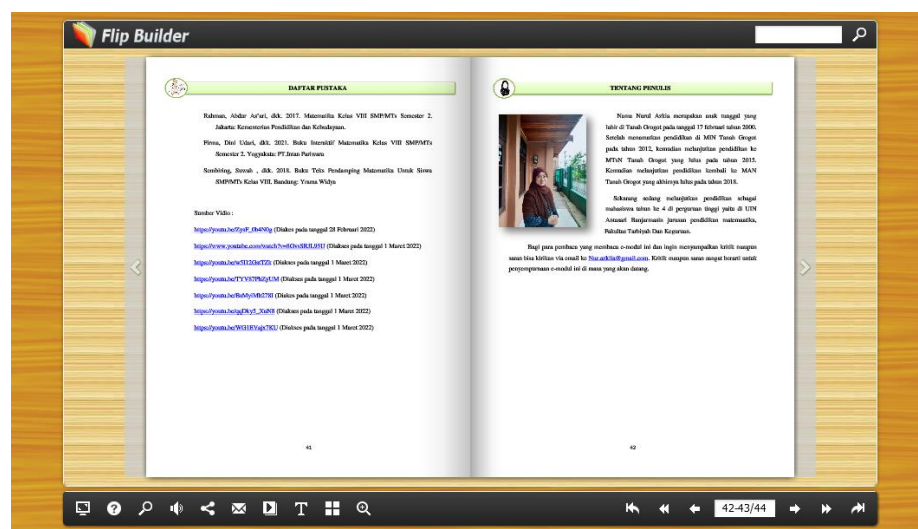 Flip Builder
DAFTAR PUSTAKA
Rahman, Abdur As'ari, dkk. 2017. Matematika Kelas VIII SMP/MTs Semester 2.
Jakarta: Kementerian Pendidikan dan Kebudayaan.
Firna, Dini Udari, dkk. 2021. Buku Interaktif Matematika Kelas VIII SMP/MTs
Semester 2. Yogyakata: PT.Intan Pariwara
Sembiring, Suwah , dkk. 2018. Buku Teks Pendamping Matematika Untuk Siswa
SMP/MTs Kelas VIII. Bandung: Yrama Widya
Sumber Vidio :
(Diakses pada tanggal 28 Februari 2022)
(Diakses pada tanggal 1 Maret 2022)
(Diakses pada tanggal 1 Maret 2022)
(Diakses pada tanggal 1 Maret 2022)
(Diakses pada tanggal 1 Maret 2022)
(Diakses pada tanggal 1 Maret 2022)
(Diakses pada tanggal 1 Maret 2022)
41
TENTANG PENULIS
Nama Nurul Arkia merupakan anak tunggal yang
lahir di Tanah Grogot pada tanggal 17 februari tahun 2000.
Setelah menamatkan pendidikan di MIN Tanah Grogot
pada tahun 2012, kemudian melanjutkan pendidikan ke
MTsN Tanah Grogot yang lulus pada tahun 2015.
Kemudian melanjutkan pendidikan kembali ke MAN
Tanah Grogot yang akhirnya lulus pada tahun 2018.
Sekarang sedang melanjutkan pendidikan sebagai
mahasiswa tahun ke 4 di perguruan tinggi yaitu di UIN
Antasari Banjarmasin jurusan pendidikan matematika,
Fakultas Tarbiyah Dan Keguruan.
Bagi para pembaca yang membaca e-modul ini dan ingin menyampaikan kritik maupun
saran bisa kirikan via email ke Kritik maupun saran sangat berarti untuk
penyempurnaan e-modul ini di masa yang akan datang.
42
42-43/44